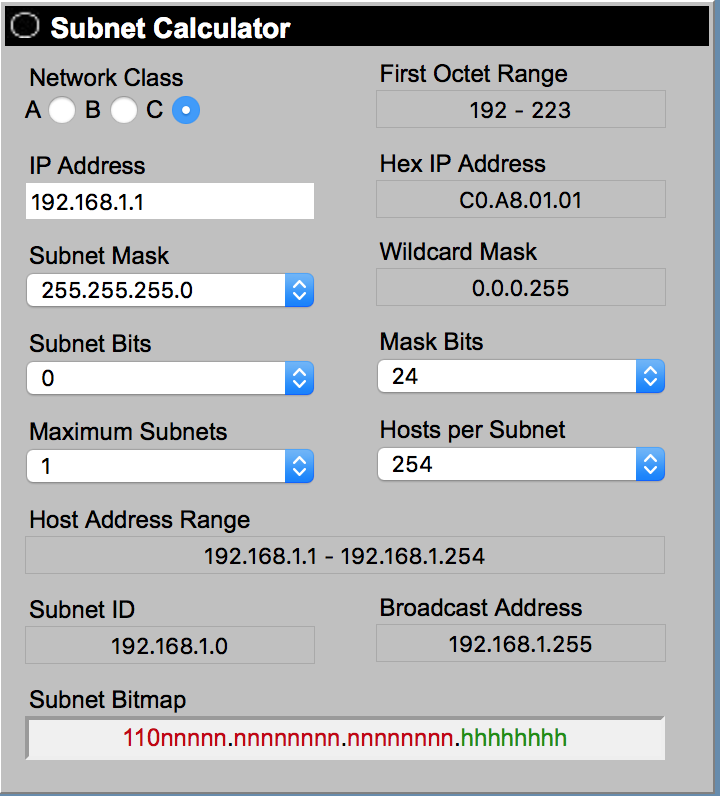 Subnet Calculator
Network Class
First Octet Range
A B C
192 - 223
IP Address
Hex IP Address
192.168.1.1
C0.A8.01.01
Subnet Mask
Wildcard Mask
255.255.255.0
0.0.0.255
Subnet Bits
Mask Bits
0
24
Maximum Subnets
Hosts per Subnet
1
254
Host Address Range
192.168.1.1 - 192.168.1.254
Subnet ID
Broadcast Address
192.168.1.0
192.168.1.255
Subnet Bitmap
110nnnnn.nnnnnnnn.nnnnnnnn.hhhhhhhh